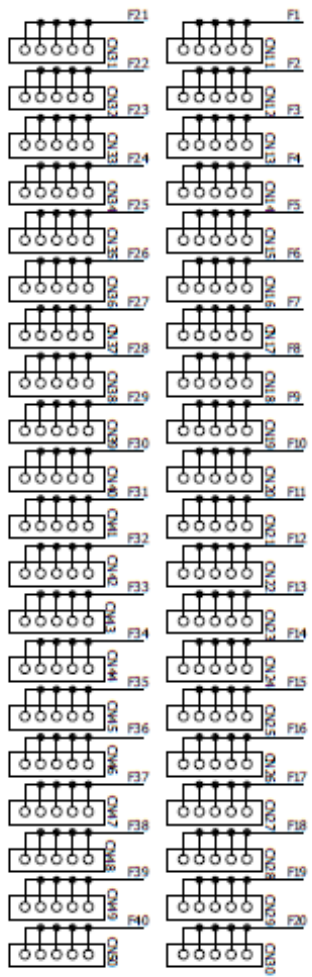 F21 F1
CN31 CN11
F22 F2
CN32 CN12
F23 F3
CN33 CN13
F24 F4
CN34 CN14
F25 F5
CN35 CN15
F26 F6
CN36 CN16
F27 F7
CN37 CN17
F28 F8
CN38 CN18
F29 F9
CN39 CN19
F30 F10
CN40 CN20
F31 F11
CN41 CN21
F32 F12
CN42 CN22
F33 F13
CN43 CN23
F34 F14
CN44 CN24
F35 F15
CN45 CN25
F36 F16
CN46 CN26
F37 F17
CN47 CN27
F38 F18
CN48 CN28
F39 F19
CN49 CN29
F40 F20
CN50 CN30